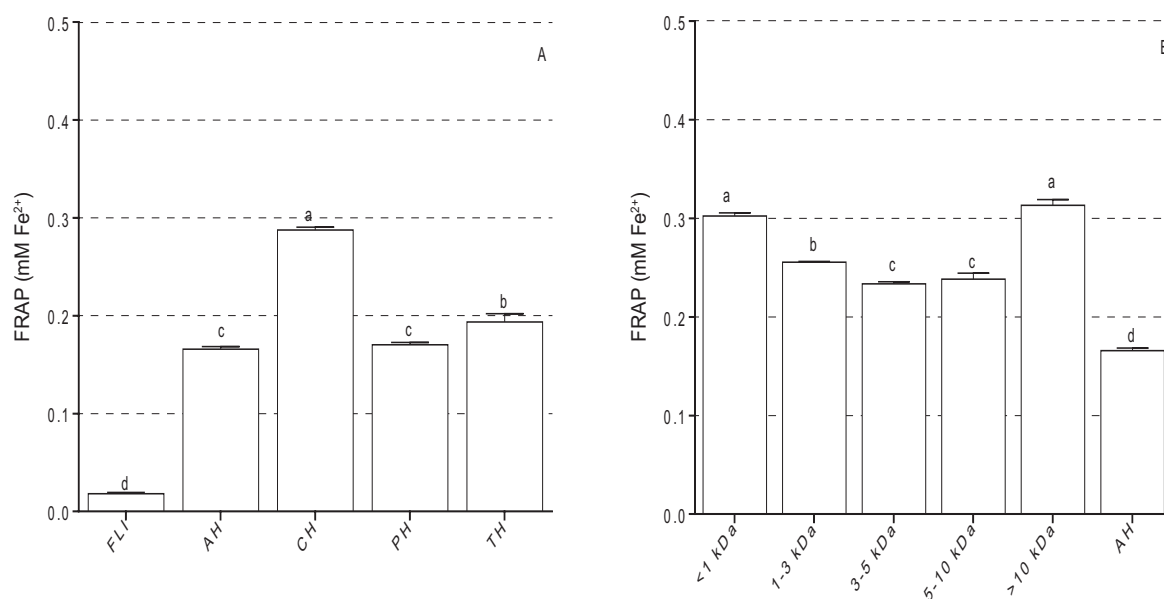 0.5
A
0.4
0.3
0.2
0.1
0.0
FRAP (mM Fe²⁺)
d
c
a
c
b
FLI
AH
CH
PH
TH
0.5
0.4
0.3
0.2
0.1
0.0
FRAP (mM Fe²⁺)
a
b
c
c
a
d
<1 kDa
1-3 kDa
3-5 kDa
5-10 kDa
>10 kDa
AH